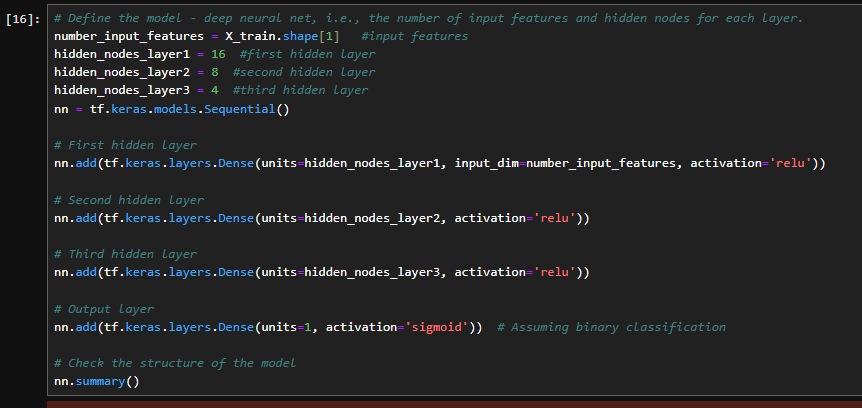 [16]: # Define the model - deep neural net, i.e., the number of input features and hidden nodes for each layer.
number_input_features = X_train.shape[1]   #input features
hidden_nodes_layer1 = 16  #first hidden layer
hidden_nodes_layer2 = 8  #second hidden layer
hidden_nodes_layer3 = 4  #third hidden layer
nn = tf.keras.models.Sequential()

# First hidden layer
nn.add(tf.keras.layers.Dense(units=hidden_nodes_layer1, input_dim=number_input_features, activation='relu'))

# Second hidden layer
nn.add(tf.keras.layers.Dense(units=hidden_nodes_layer2, activation='relu'))

# Third hidden layer
nn.add(tf.keras.layers.Dense(units=hidden_nodes_layer3, activation='relu'))

# Output layer
nn.add(tf.keras.layers.Dense(units=1, activation='sigmoid'))  # Assuming binary classification

# Check the structure of the model
nn.summary()